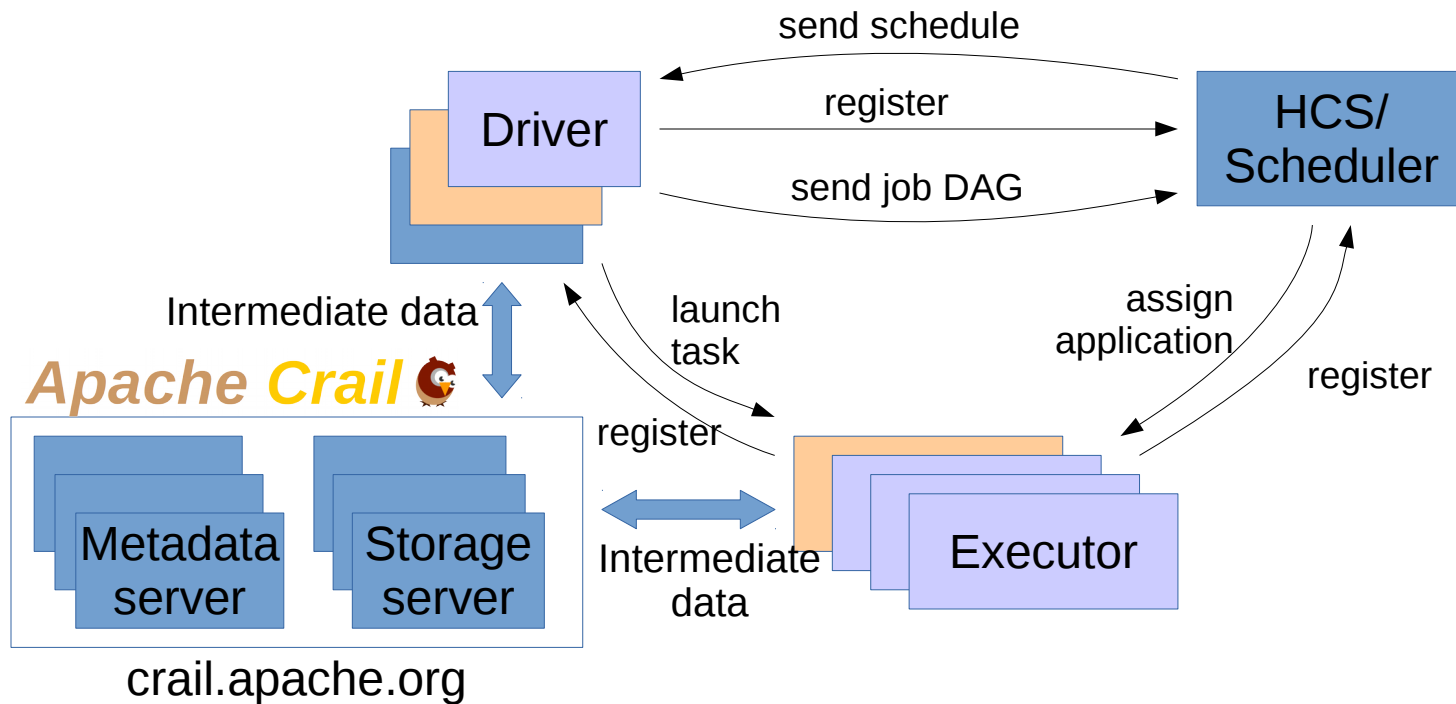 send schedule
Driver
register
HCS/
Scheduler
send job DAG
Intermediate data
launch
task
assign
application
register
Apache Crail
register
Metadata
server
Storage
server
Intermediate
data
Executor
crail.apache.org